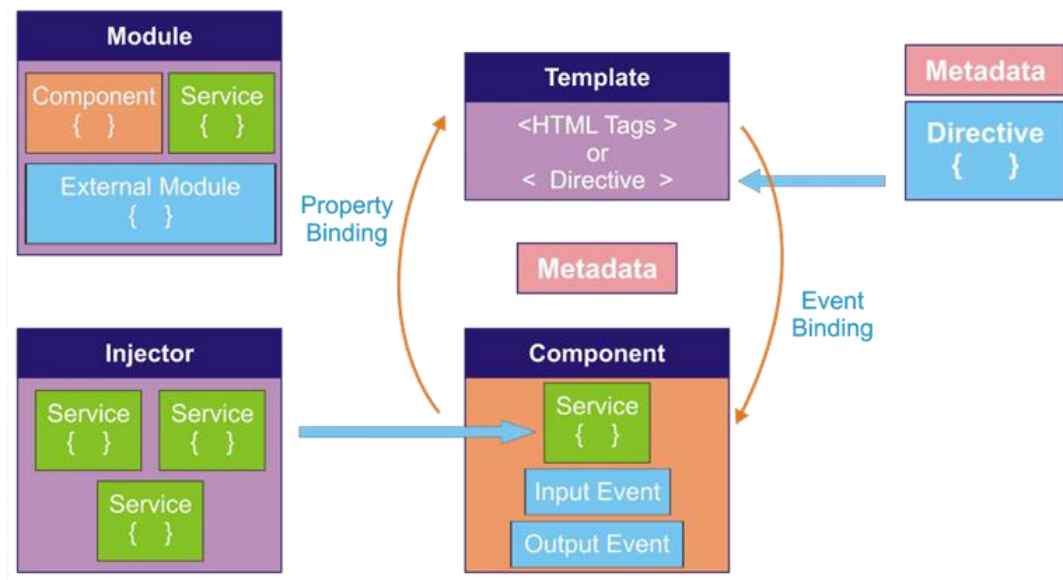 Module
Component
{ }
Service
{ }
External Module
{ }
Property
Binding
Template
<HTML Tags >
or
< Directive >
Metadata
Directive
{ }
Metadata
Event
Binding
Injector
Service
{ }
Service
{ }
Service
{ }
Component
Service
{ }
Input Event
Output Event